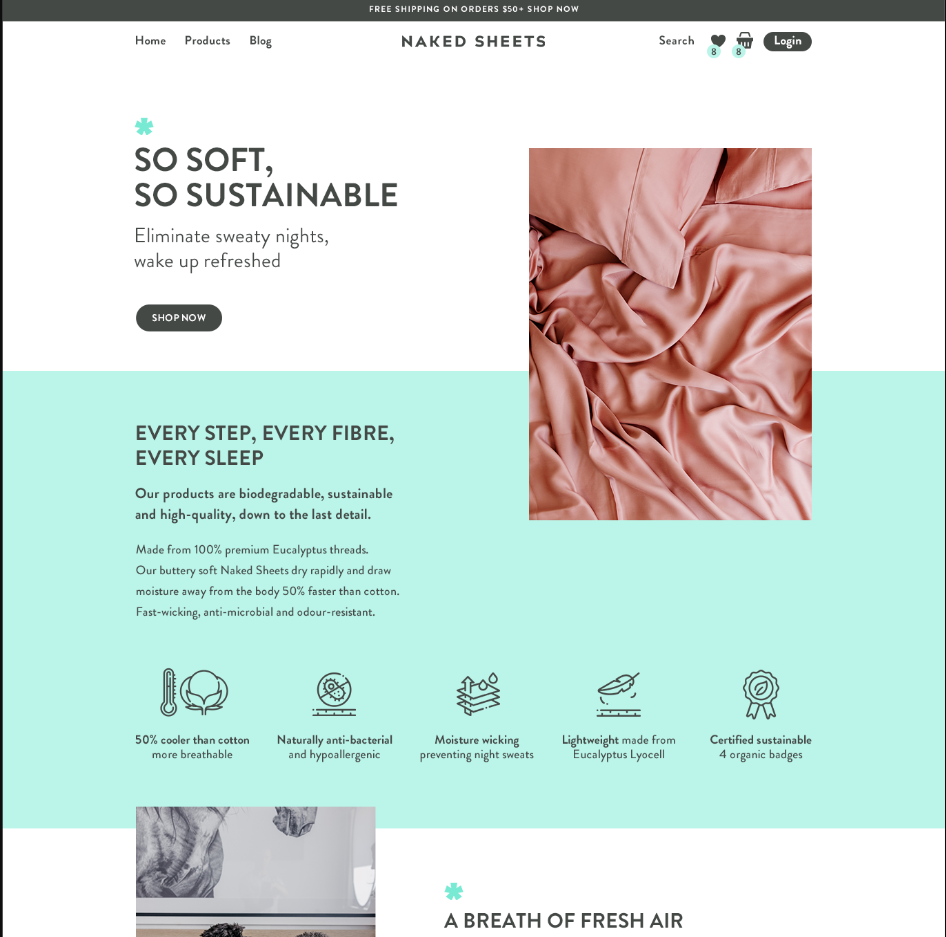 FREE SHIPPING ON ORDERS $50+ SHOP NOW
Home Products Blog
NAKED SHEETS
Search
8
8
Login
SO SOFT,
SO SUSTAINABLE
Eliminate sweaty nights,
wake up refreshed
SHOP NOW
EVERY STEP, EVERY FIBRE,
EVERY SLEEP
Our products are biodegradable, sustainable
and high-quality, down to the last detail.
Made from 100% premium Eucalyptus threads.
Our buttery soft Naked Sheets dry rapidly and draw
moisture away from the body 50% faster than cotton.
Fast-wicking, anti-microbial and odour-resistant.
50% cooler than cotton
more breathable
Naturally anti-bacterial
and hypoallergenic
Moisture wicking
preventing night sweats
Lightweight made from
Eucalyptus Lyocell
Certified sustainable
4 organic badges
A BREATH OF FRESH AIR